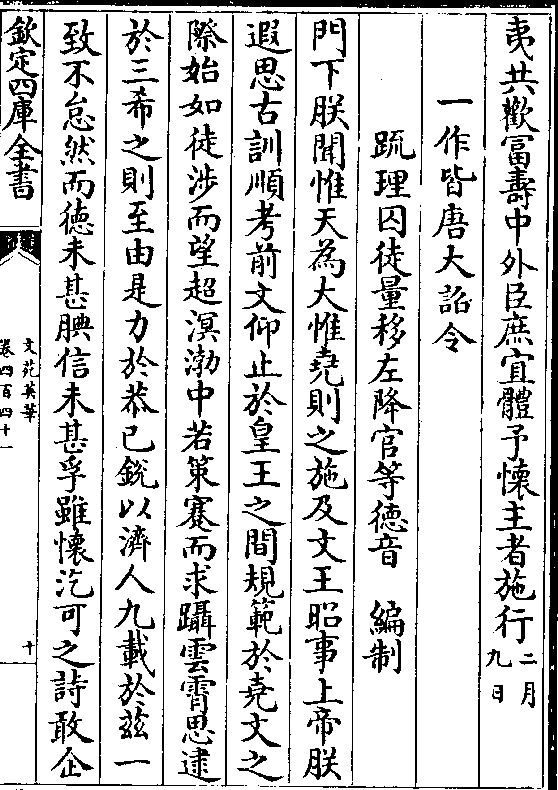 夷共歡富壽中外臣庶宜體予懷主者施行二月九日
一作皆唐大詔令
疏理囚徒量移左降官等徳音　編制
門下朕聞惟天為大惟堯則之施及文王昭事上帝朕
遐思古訓順考前文仰止於皇王之間規範於堯文之
際始如徒涉而望超溟渤中若策蹇而求躡雲霄思逮
於三希之則至由是力於恭已鋭以濟人九載於兹一
致不怠然而徳未甚腆信未甚孚雖懷汔可之詩敢企
欽定四庫全書
文苑英華
卷四百四十一
十